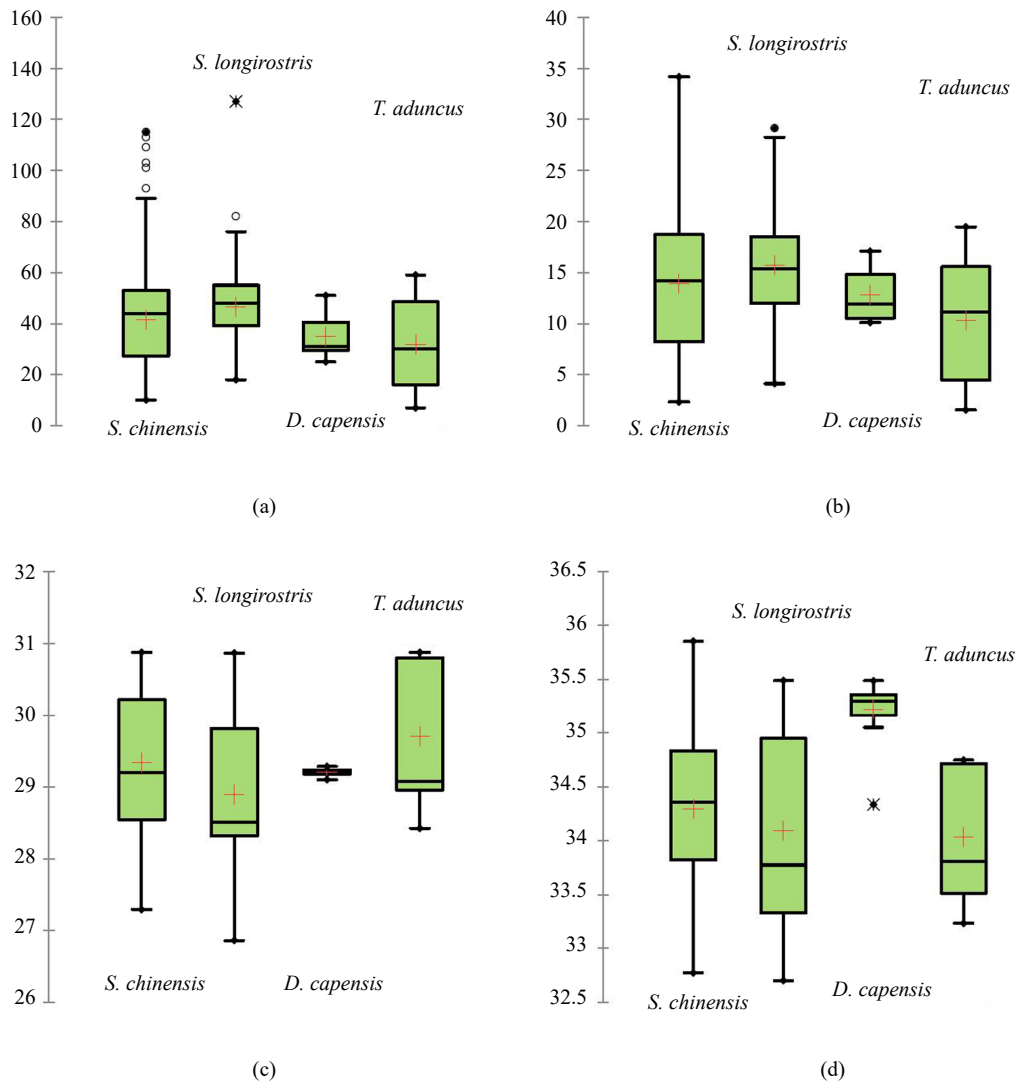 160
140
120
100
80
60
40
20
0
S. longirostris
T. aduncus
S. chinensis
D. capensis
(a)
40
35
30
25
20
15
10
5
0
S. longirostris
T. aduncus
S. chinensis
D. capensis
(b)
32
31
30
29
28
27
26
S. longirostris
T. aduncus
S. chinensis
D. capensis
(c)
36.5
36
35.5
35
34.5
34
33.5
33
32.5
S. longirostris
T. aduncus
S. chinensis
D. capensis
(d)